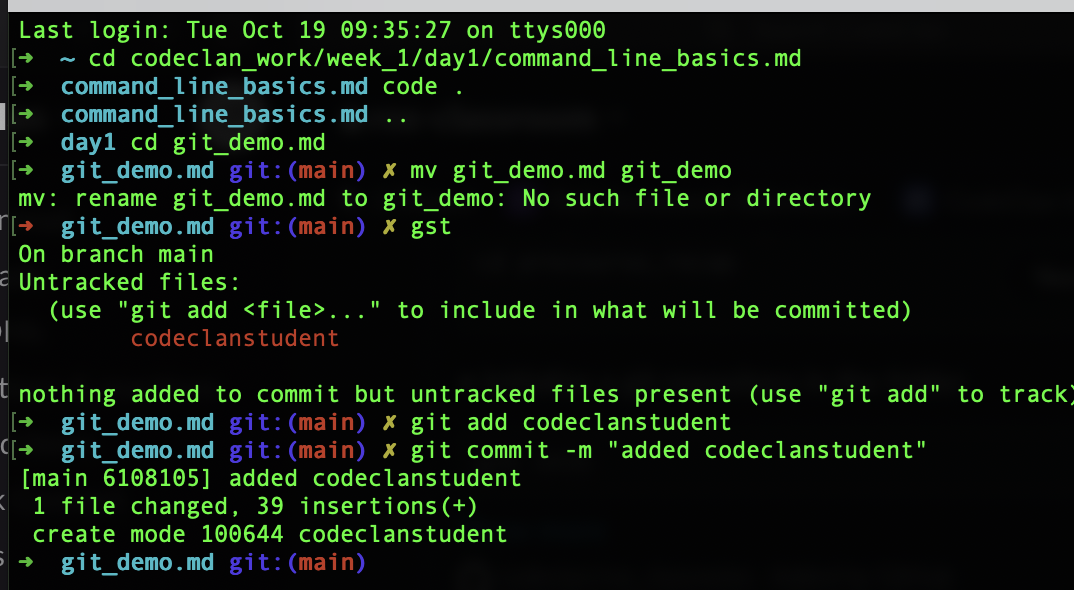 Last login: Tue Oct 19 09:35:27 on ttys000
[➜  ~ cd codeclan_work/week_1/day1/command_line_basics.md
[➜  command_line_basics.md code .
[➜  command_line_basics.md ..
[➜  day1 cd git_demo.md
[➜  git_demo.md git:(main) ✗ mv git_demo.md git_demo
mv: rename git_demo.md to git_demo: No such file or directory
[➜  git_demo.md git:(main) ✗ gst
On branch main
Untracked files:
  (use "git add <file>..." to include in what will be committed)
        codeclanstudent

nothing added to commit but untracked files present (use "git add" to track)
[➜  git_demo.md git:(main) ✗ git add codeclanstudent
[➜  git_demo.md git:(main) ✗ git commit -m "added codeclanstudent"
[main 6108105] added codeclanstudent
 1 file changed, 39 insertions(+)
 create mode 100644 codeclanstudent
➜  git_demo.md git:(main)